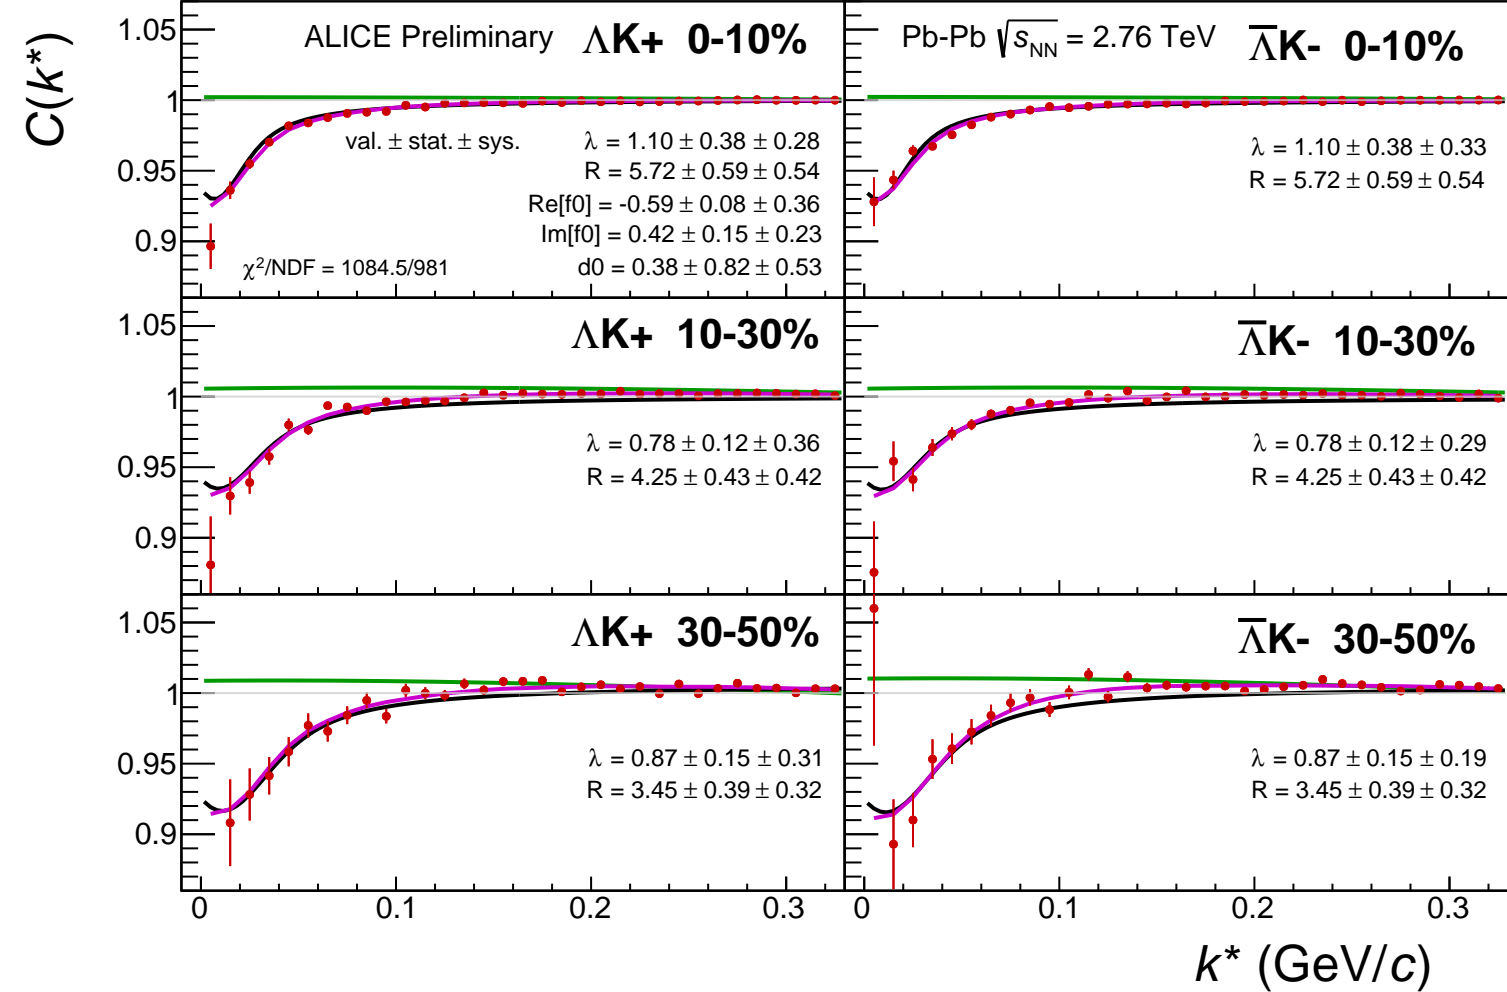 C(k*)
ALICE Preliminary ΛK+ 0-10%
1.05
1
0.95
0.9
val. ± stat. ± sys.
λ = 1.10 ± 0.38 ± 0.28
R = 5.72 ± 0.59 ± 0.54
Re[f0] = -0.59 ± 0.08 ± 0.36
Im[f0] = 0.42 ± 0.15 ± 0.23
d0 = 0.38 ± 0.82 ± 0.53
χ²/NDF = 1084.5/981
Pb-Pb √sNN = 2.76 TeV Λ̅K- 0-10%
λ = 1.10 ± 0.38 ± 0.33
R = 5.72 ± 0.59 ± 0.54
ΛK+ 10-30%
1.05
1
0.95
0.9
λ = 0.78 ± 0.12 ± 0.36
R = 4.25 ± 0.43 ± 0.42
Λ̅K- 10-30%
λ = 0.78 ± 0.12 ± 0.29
R = 4.25 ± 0.43 ± 0.42
ΛK+ 30-50%
1.05
1
0.95
0.9
λ = 0.87 ± 0.15 ± 0.31
R = 3.45 ± 0.39 ± 0.32
Λ̅K- 30-50%
λ = 0.87 ± 0.15 ± 0.19
R = 3.45 ± 0.39 ± 0.32
0 0.1 0.2 0.3
0 0.1 0.2 0.3
k* (GeV/c)